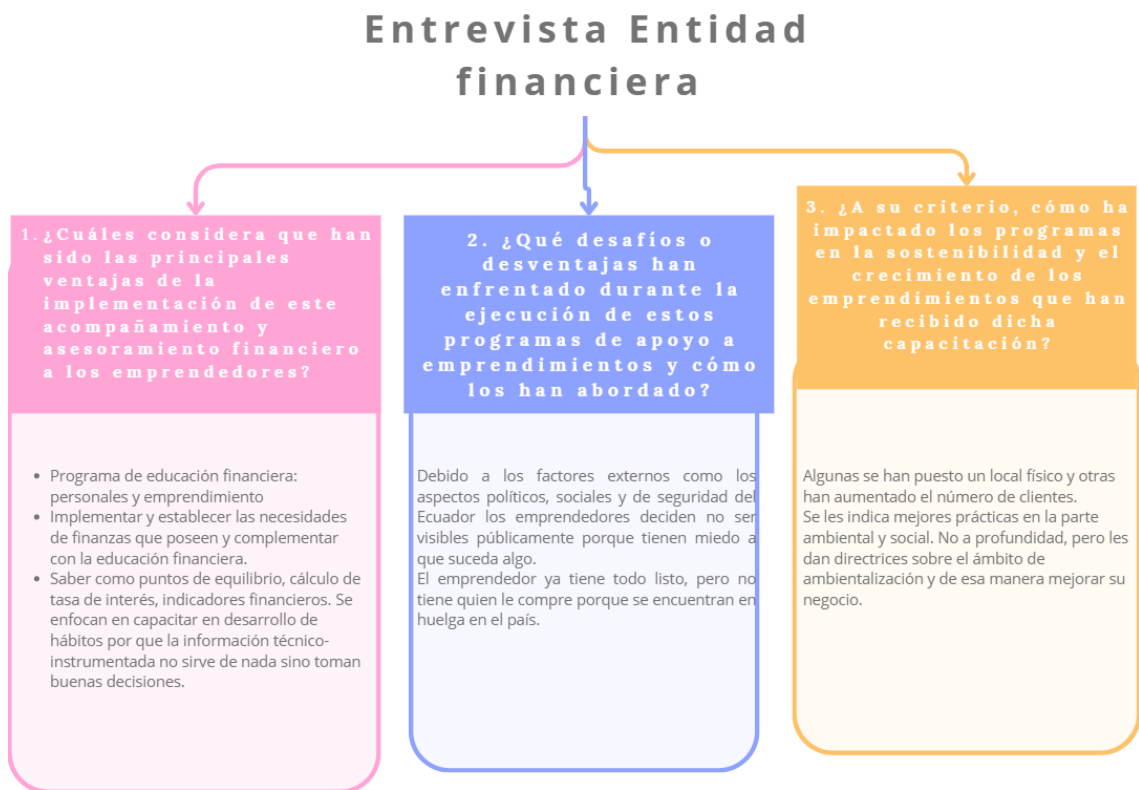 Entrevista Entidad
financiera
1. ¿Cuáles considera que han
sido las principales
ventajas de la
implementación de este
acompañamiento y
asesoramiento financiero
a los emprendedores?
• Programa de educación financiera:
personales y emprendimiento
• Implementar y establecer las necesidades
de finanzas que poseen y complementar
con la educación financiera.
• Saber como puntos de equilibrio, cálculo de
tasa de interés, indicadores financieros. Se
enfocan en capacitar en desarrollo de
hábitos por que la información técnico-
instrumentada no sirve de nada sino toman
buenas decisiones.
2. ¿Qué desafíos o
desventajas han
enfrentado durante la
ejecución de estos
programas de apoyo a
emprendimientos y cómo
los han abordado?
Debido a los factores externos como los
aspectos políticos, sociales y de seguridad del
Ecuador los emprendedores deciden no ser
visibles públicamente porque tienen miedo a
que suceda algo.
El emprendedor ya tiene todo listo, pero no
tiene quien le compre porque se encuentran en
huelga en el país.
3. ¿A su criterio, cómo ha
impactado los programas
en la sostenibilidad y el
crecimiento de los
emprendimientos que han
recibido dicha
capacitación?
Algunas se han puesto un local físico y otras
han aumentado el número de clientes.
Se les indica mejores prácticas en la parte
ambiental y social. No a profundidad, pero les
dan directrices sobre el ámbito de
ambientalización y de esa manera mejorar su
negocio.